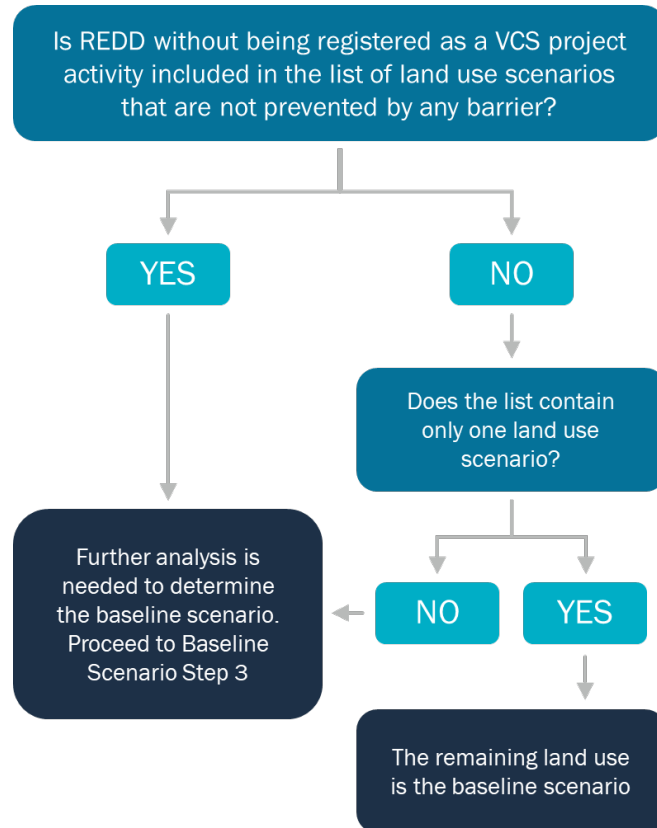 Is REDD without being registered as a VCS project
activity included in the list of land use scenarios
that are not prevented by any barrier?
YES
NO
Does the list contain
only one land use
scenario?
Further analysis is
needed to determine
the baseline scenario.
Proceed to Baseline
Scenario Step 3
NO
YES
The remaining land use
is the baseline scenario